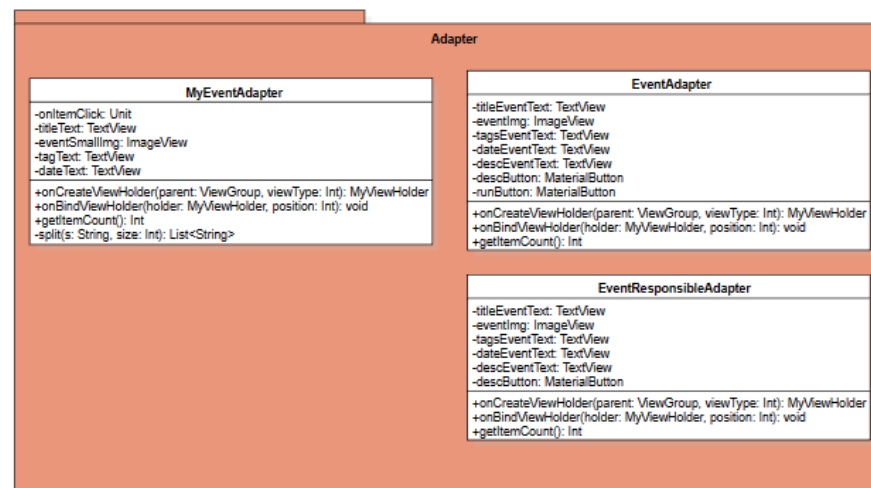 Adapter
MyEventAdapter
-onItemClick: Unit
-titleText: TextView
-eventSmallImg: ImageView
-tagText: TextView
-dateText: TextView
+onCreateViewHolder(parent: ViewGroup, viewType: Int): MyViewHolder
+onBindViewHolder(holder: MyViewHolder, position: Int): void
+getItemCount(): Int
-split(s: String, size: Int): List<String>
EventAdapter
-titleEventText: TextView
-eventImg: ImageView
-tagsEventText: TextView
-dateEventText: TextView
-descEventText: TextView
-descButton: MaterialButton
-runButton: MaterialButton
+onCreateViewHolder(parent: ViewGroup, viewType: Int): MyViewHolder
+onBindViewHolder(holder: MyViewHolder, position: Int): void
+getItemCount(): Int
EventResponsibleAdapter
-titleEventText: TextView
-eventImg: ImageView
-tagsEventText: TextView
-dateEventText: TextView
-descEventText: TextView
-descButton: MaterialButton
+onCreateViewHolder(parent: ViewGroup, viewType: Int): MyViewHolder
+onBindViewHolder(holder: MyViewHolder, position: Int): void
+getItemCount(): Int